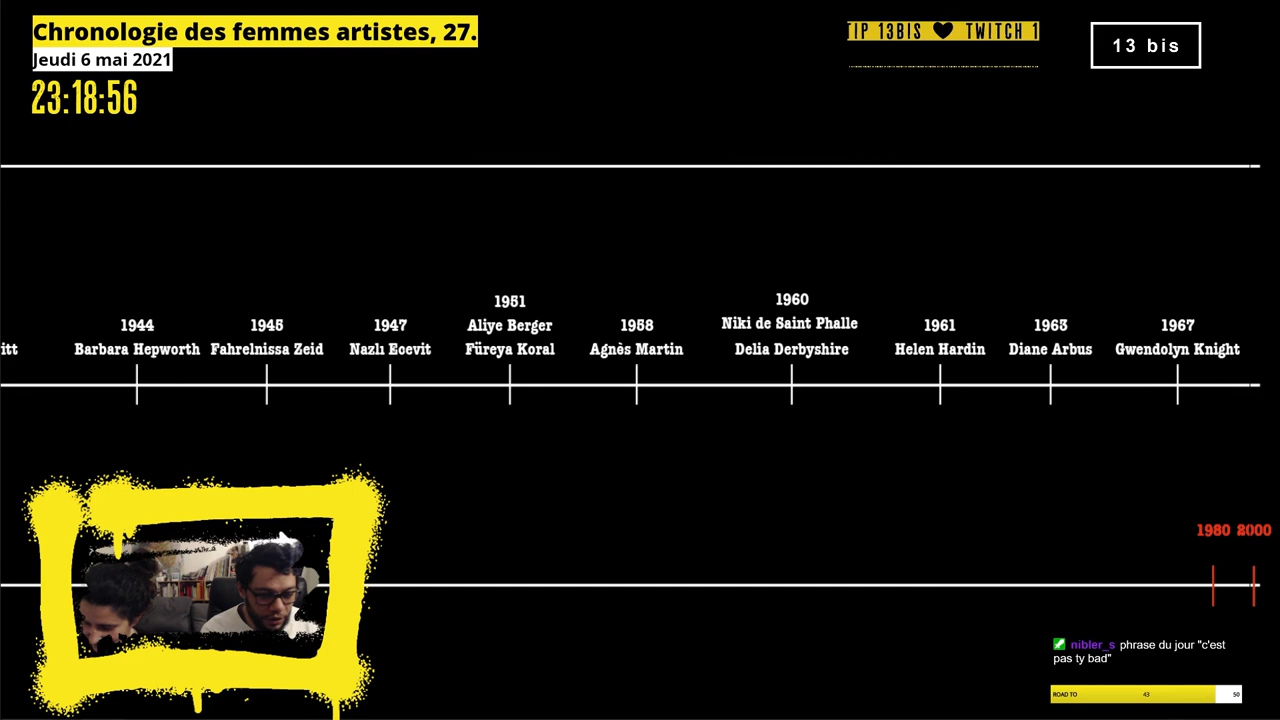 Chronologie des femmes artistes, 27.
Jeudi 6 mai 2021
23:18:56
IP 13BIS ♥ TWITCH 1
13 bis
1944
Barbara Hepworth
1945
Fahrelnissa Zeid
1947
Nazlı Ecevit
1951
Aliye Berger
Füreya Koral
1958
Agnès Martin
1960
Niki de Saint Phalle
Delia Derbyshire
1961
Helen Hardin
1963
Diane Arbus
1967
Gwendolyn Knight
itt
1980 2000
nibler_s phrase du jour "c'est
pas ty bad"
ROAD TO 43 50